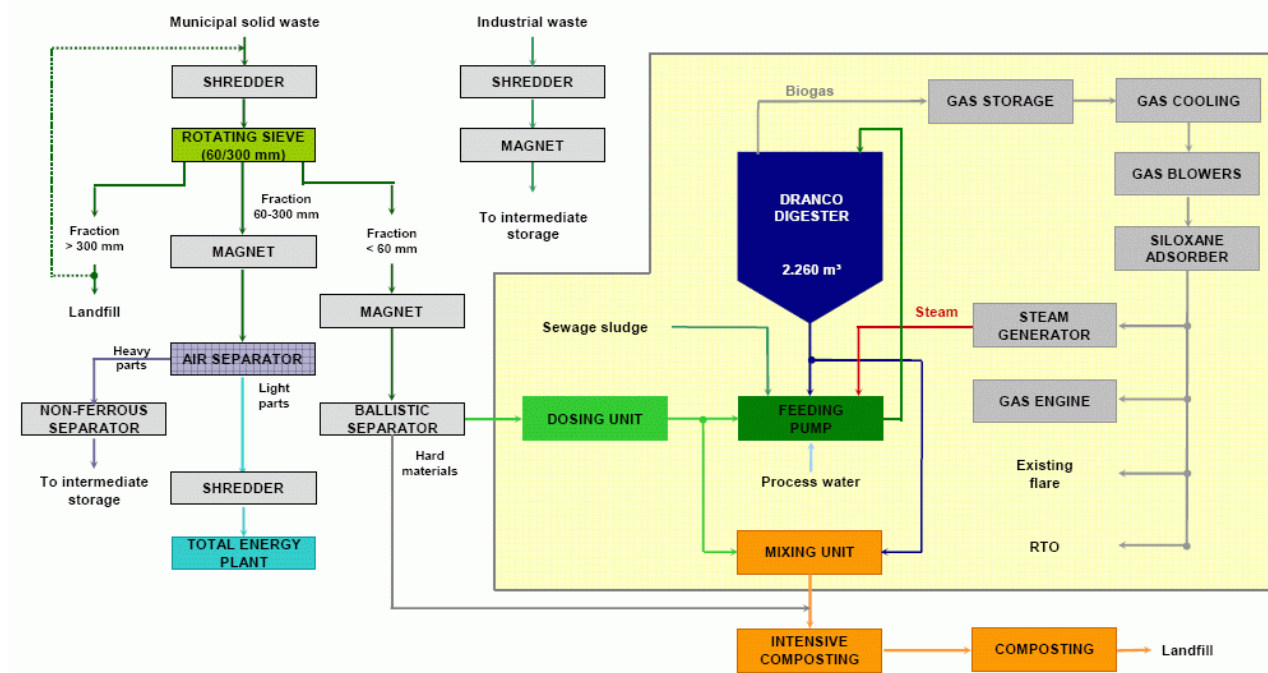 Municipal solid waste
Industrial waste
SHREDDER
SHREDDER
Biogas
GAS STORAGE
GAS COOLING
ROTATING SIEVE
(60/300 mm)
MAGNET
GAS BLOWERS
Fraction
60-300 mm
DRANCO
DIGESTER
To intermediate
storage
Fraction
> 300 mm
Fraction
< 60 mm
MAGNET
SILOXANE
ADSORBER
2.260 m³
Landfill
MAGNET
Steam
STEAM
GENERATOR
Sewage sludge
Heavy
parts
AIR SEPARATOR
Light
parts
GAS ENGINE
NON-FERROUS
SEPARATOR
BALLISTIC
SEPARATOR
DOSING UNIT
FEEDING
PUMP
Hard
materials
To intermediate
storage
SHREDDER
Process water
Existing
flare
TOTAL ENERGY
PLANT
MIXING UNIT
RTO
INTENSIVE
COMPOSTING
COMPOSTING
Landfill